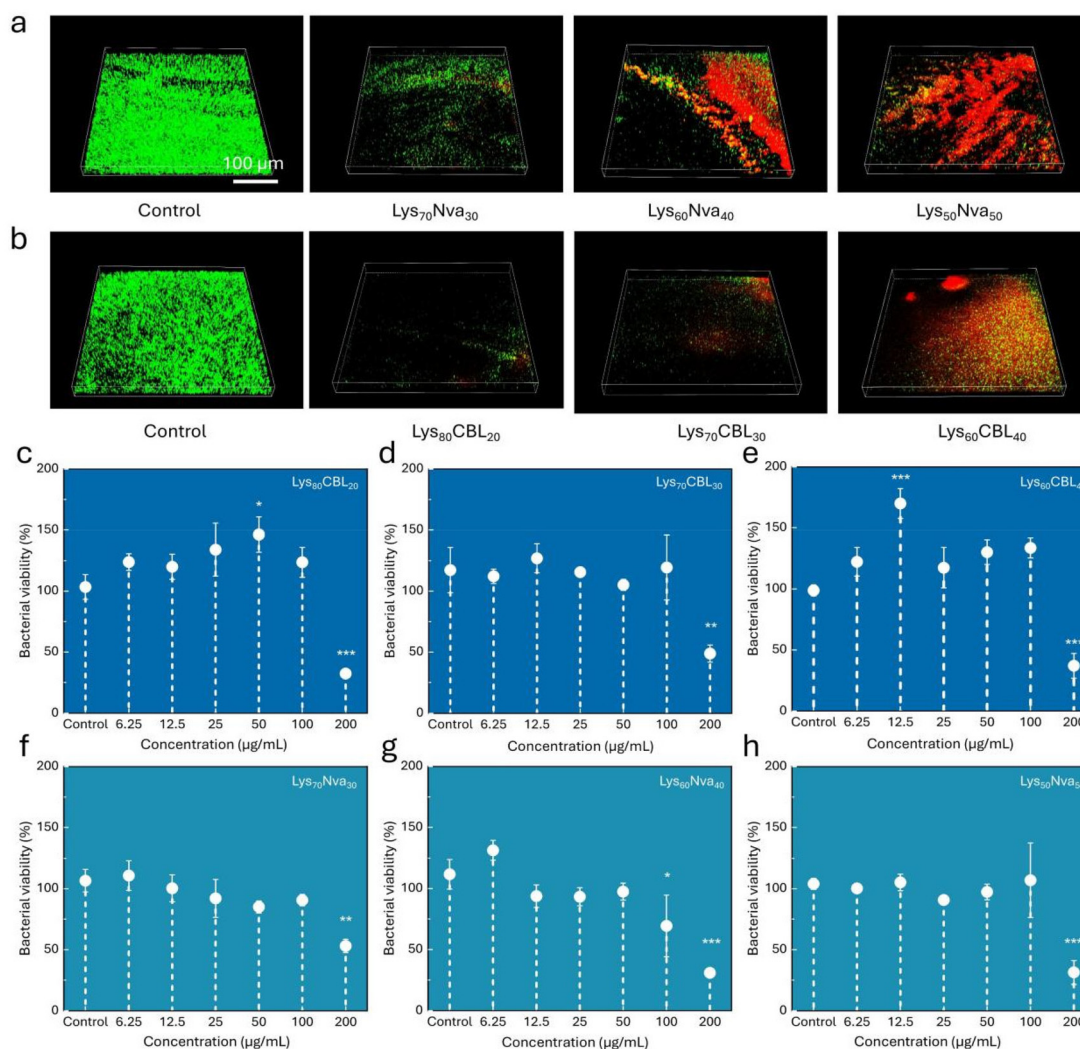 a
100 µm
Control
Lys70Nva30
Lys60Nva40
Lys50Nva50
b
Control
Lys80CBL20
Lys70CBL30
Lys60CBL40
c
Lys80CBL20
*
***
Bacterial viability (%)
200
150
100
50
0
Control 6.25 12.5 25 50 100 200
Concentration (µg/mL)
d
Lys70CBL30
**
Bacterial viability (%)
200
150
100
50
0
Control 6.25 12.5 25 50 100 200
Concentration (µg/mL)
e
Lys60CBL4
***
***
Bacterial viability (%)
200
150
100
50
0
Control 6.25 12.5 25 50 100 200
Concentration (µg/mL)
f
Lys70Nva30
**
Bacterial viability (%)
200
150
100
50
0
Control 6.25 12.5 25 50 100 200
Concentration (µg/mL)
g
Lys60Nva40
*
***
Bacterial viability (%)
200
150
100
50
0
Control 6.25 12.5 25 50 100 200
Concentration (µg/mL)
h
Lys50Nva5
***
Bacterial viability (%)
200
150
100
50
0
Control 6.25 12.5 25 50 100 200
Concentration (µg/mL)